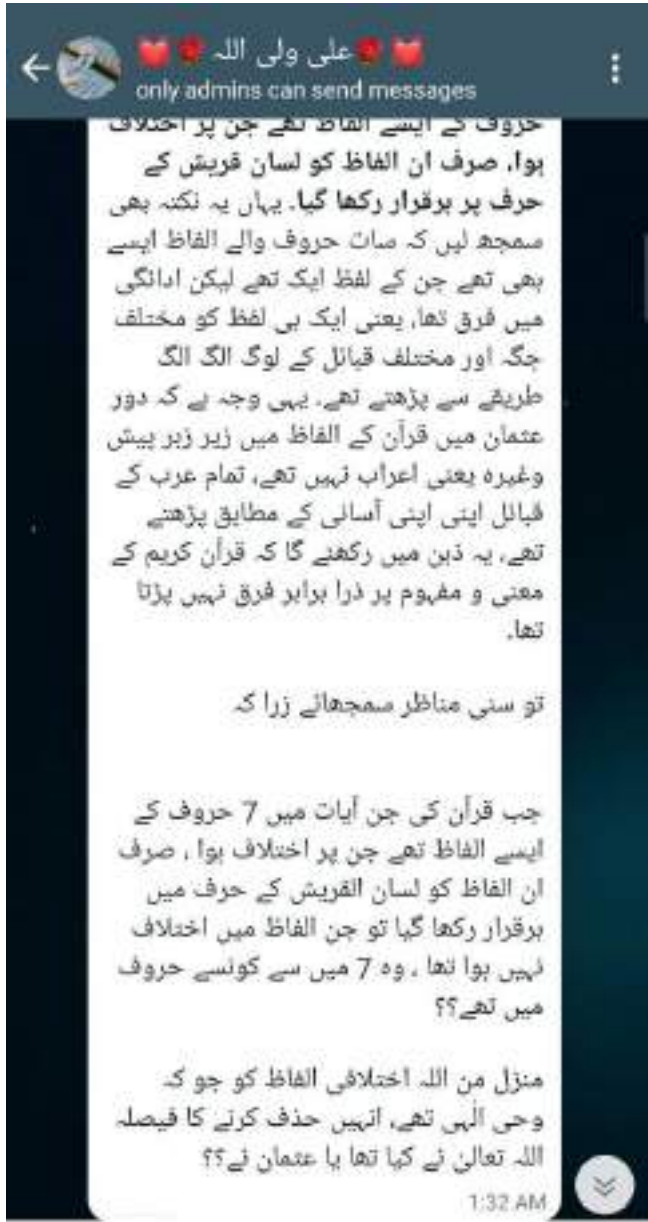 علی ولی اللہ
only admins can send messages
حروف کے ایسے الفاظ تھے جن پر اختلاف
ہوا، صرف ان الفاظ کو لسان قریش کے
حرف پر برقرار رکھا گیا۔ یہاں یہ نکتہ بھی
سمجھ لیں کہ سات حروف والے الفاظ ایسے
بھی تھے جن کے لفظ ایک تھے لیکن ادائگی
میں فرق تھا، یعنی ایک ہی لفظ کو مختلف
جگہ اور مختلف قبائل کے لوگ الگ الگ
طریقے سے پڑھتے تھے۔ یہی وجہ ہے کہ دور
عثمان میں قرآن کے الفاظ میں زیر زبر پیش
وغیرہ یعنی اعراب نہیں تھے، تمام عرب کے
قبائل اپنی اپنی آسانی کے مطابق پڑھتے
تھے، یہ ذہن میں رکھئے گا کہ قرآن کریم کے
معنی و مفہوم پر ذرا برابر فرق نہیں پڑتا
تھا۔
تو سنی مناظر سمجھائے زرا کہ
جب قرآن کی جن آیات میں 7 حروف کے
ایسے الفاظ تھے جن پر اختلاف ہوا ، صرف
ان الفاظ کو لسان القریش کے حرف میں
برقرار رکھا گیا تو جن الفاظ میں اختلاف
نہیں ہوا تھا ، وہ 7 میں سے کونسے حروف
میں تھے؟؟
منزل من اللہ اختلافی الفاظ کو جو کہ
وحی الٰہی تھے، انہیں حذف کرنے کا فیصلہ
اللہ تعالیٰ نے کیا تھا یا عثمان نے؟؟
1:32 AM